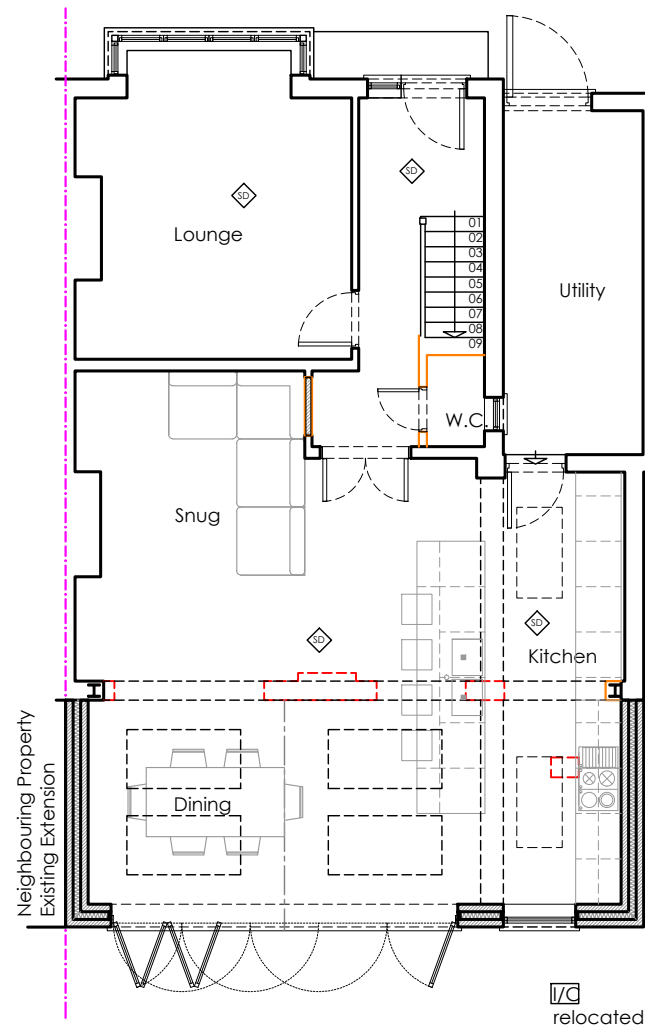 SD
SD
Lounge
01
02
03
04
05
06
07
08
09
Utility
W.C.
Snug
SD
SD
Kitchen
Dining
Neighbouring Property
Existing Extension
I/C
relocated